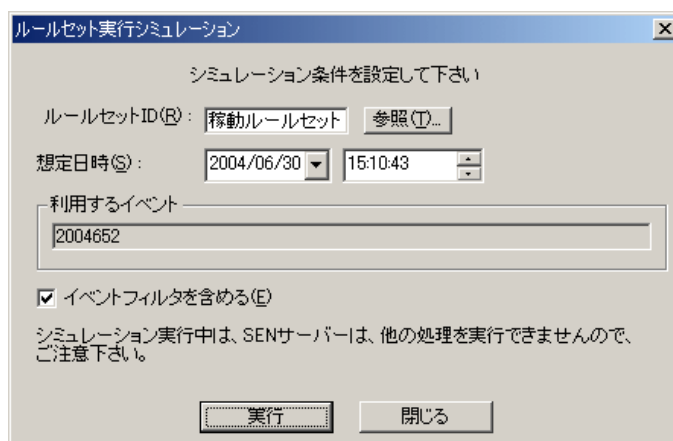 ルールセット実行シミュレーション
シミュレーション条件を設定して下さい
ルールセットID(R)： 稼動ルールセット 参照(T)...
想定日時(S)： 2004/06/30 15:10:43
利用するイベント
2004652
イベントフィルタを含める(E)
シミュレーション実行中は、SENサーバーは、他の処理を実行できませんので、
ご注意下さい。
実行 閉じる